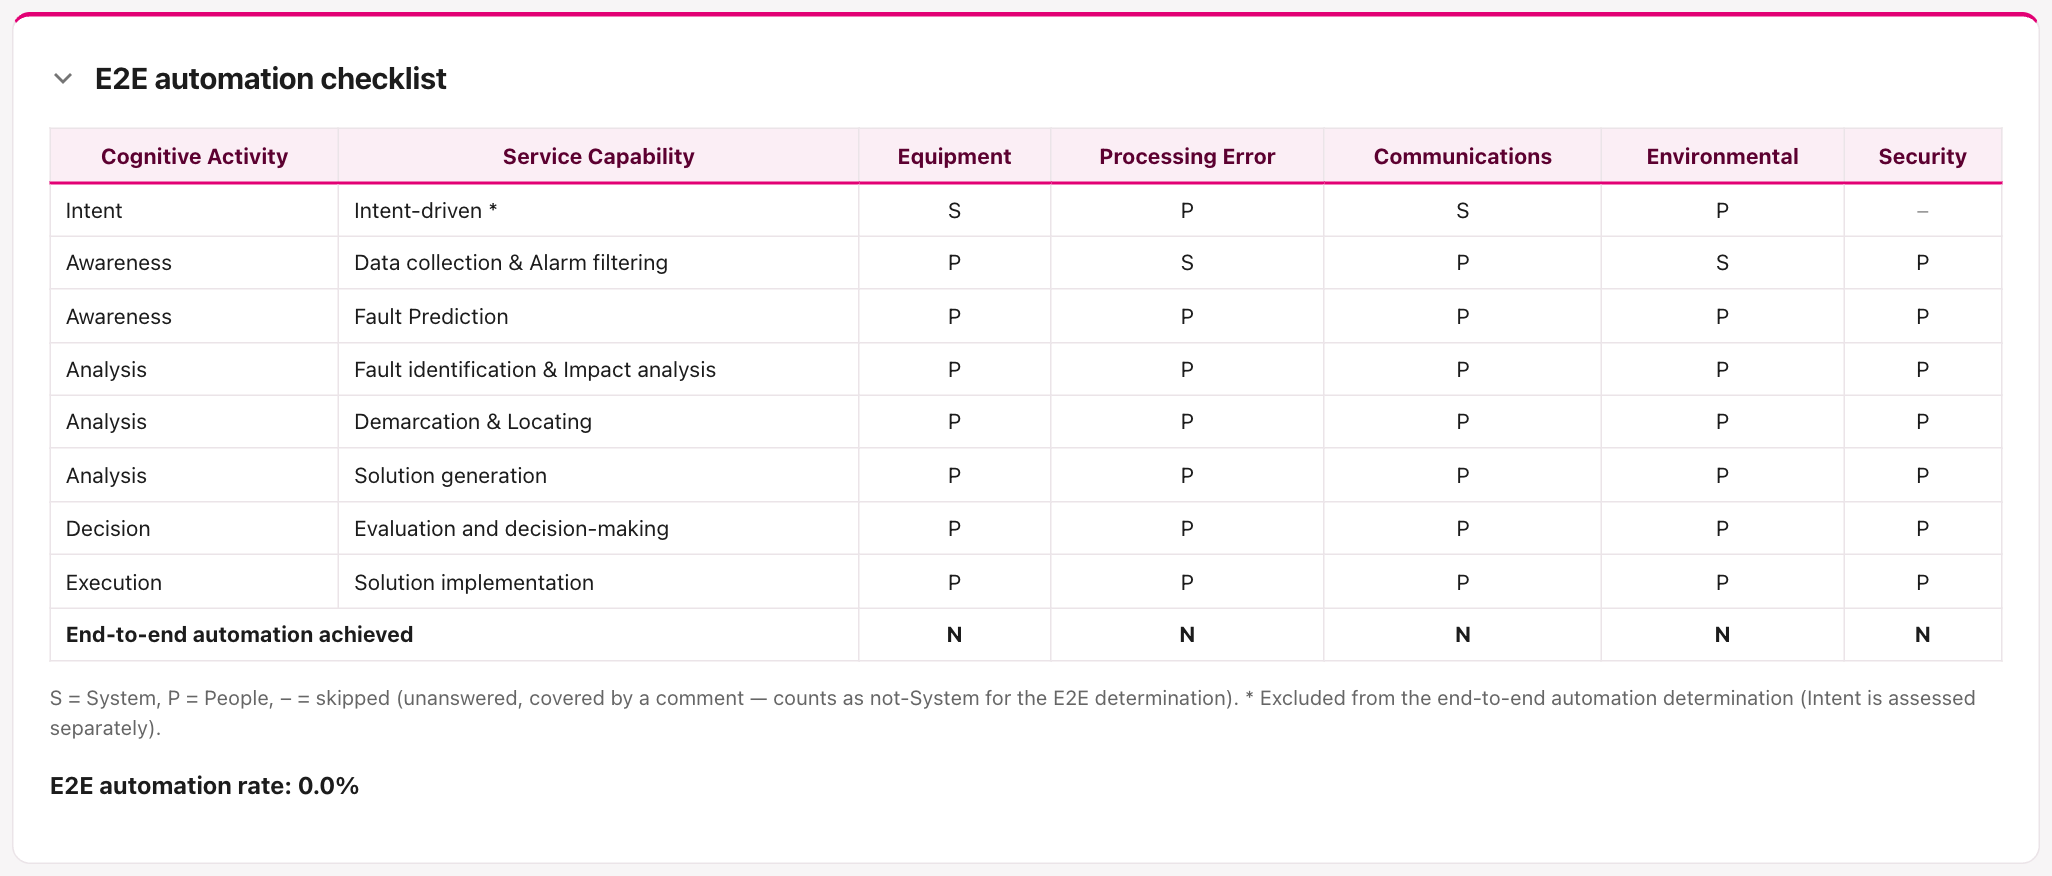 E2E automation checklist
Cognitive Activity Service Capability Equipment Processing Error Communications Environmental Security
Intent Intent-driven * S P S P –
Awareness Data collection & Alarm filtering P S P S P
Awareness Fault Prediction P P P P P
Analysis Fault identification & Impact analysis P P P P P
Analysis Demarcation & Locating P P P P P
Analysis Solution generation P P P P P
Decision Evaluation and decision-making P P P P P
Execution Solution implementation P P P P P
End-to-end automation achieved N N N N N
S = System, P = People, – = skipped (unanswered, covered by a comment — counts as not-System for the E2E determination). * Excluded from the end-to-end automation determination (Intent is assessed
separately).
E2E automation rate: 0.0%